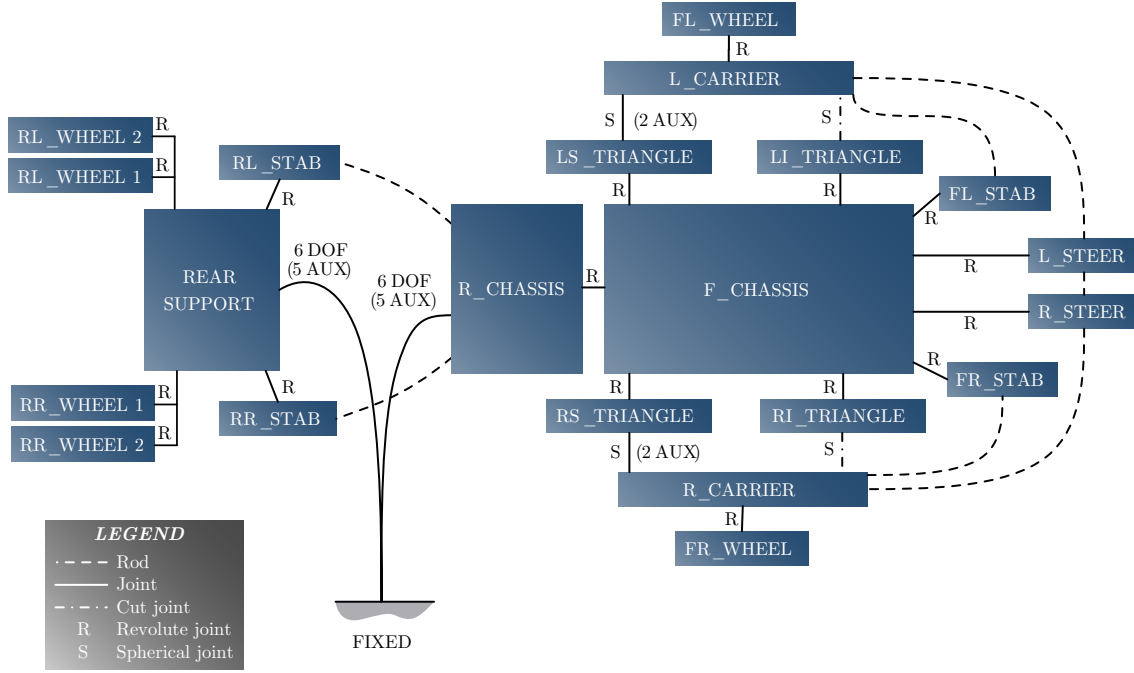 FL_WHEEL
R
L_CARRIER
S
(2 AUX)
S
RL_WHEEL 2
R
RL_WHEEL 1
R
RL_STAB
R
LS_TRIANGLE
R
LI_TRIANGLE
R
FL_STAB
R
REAR
SUPPORT
6 DOF
(5 AUX)
6 DOF
(5 AUX)
R_CHASSIS
R
F_CHASSIS
R
L_STEER
R
R_STEER
R
FR_STAB
RR_WHEEL 1
R
RR_WHEEL 2
R
R
RR_STAB
R
RS_TRIANGLE
R
RI_TRIANGLE
S
(2 AUX)
S
R_CARRIER
R
FR_WHEEL
LEGEND
Rod
Joint
Cut joint
R Revolute joint
S Spherical joint
FIXED